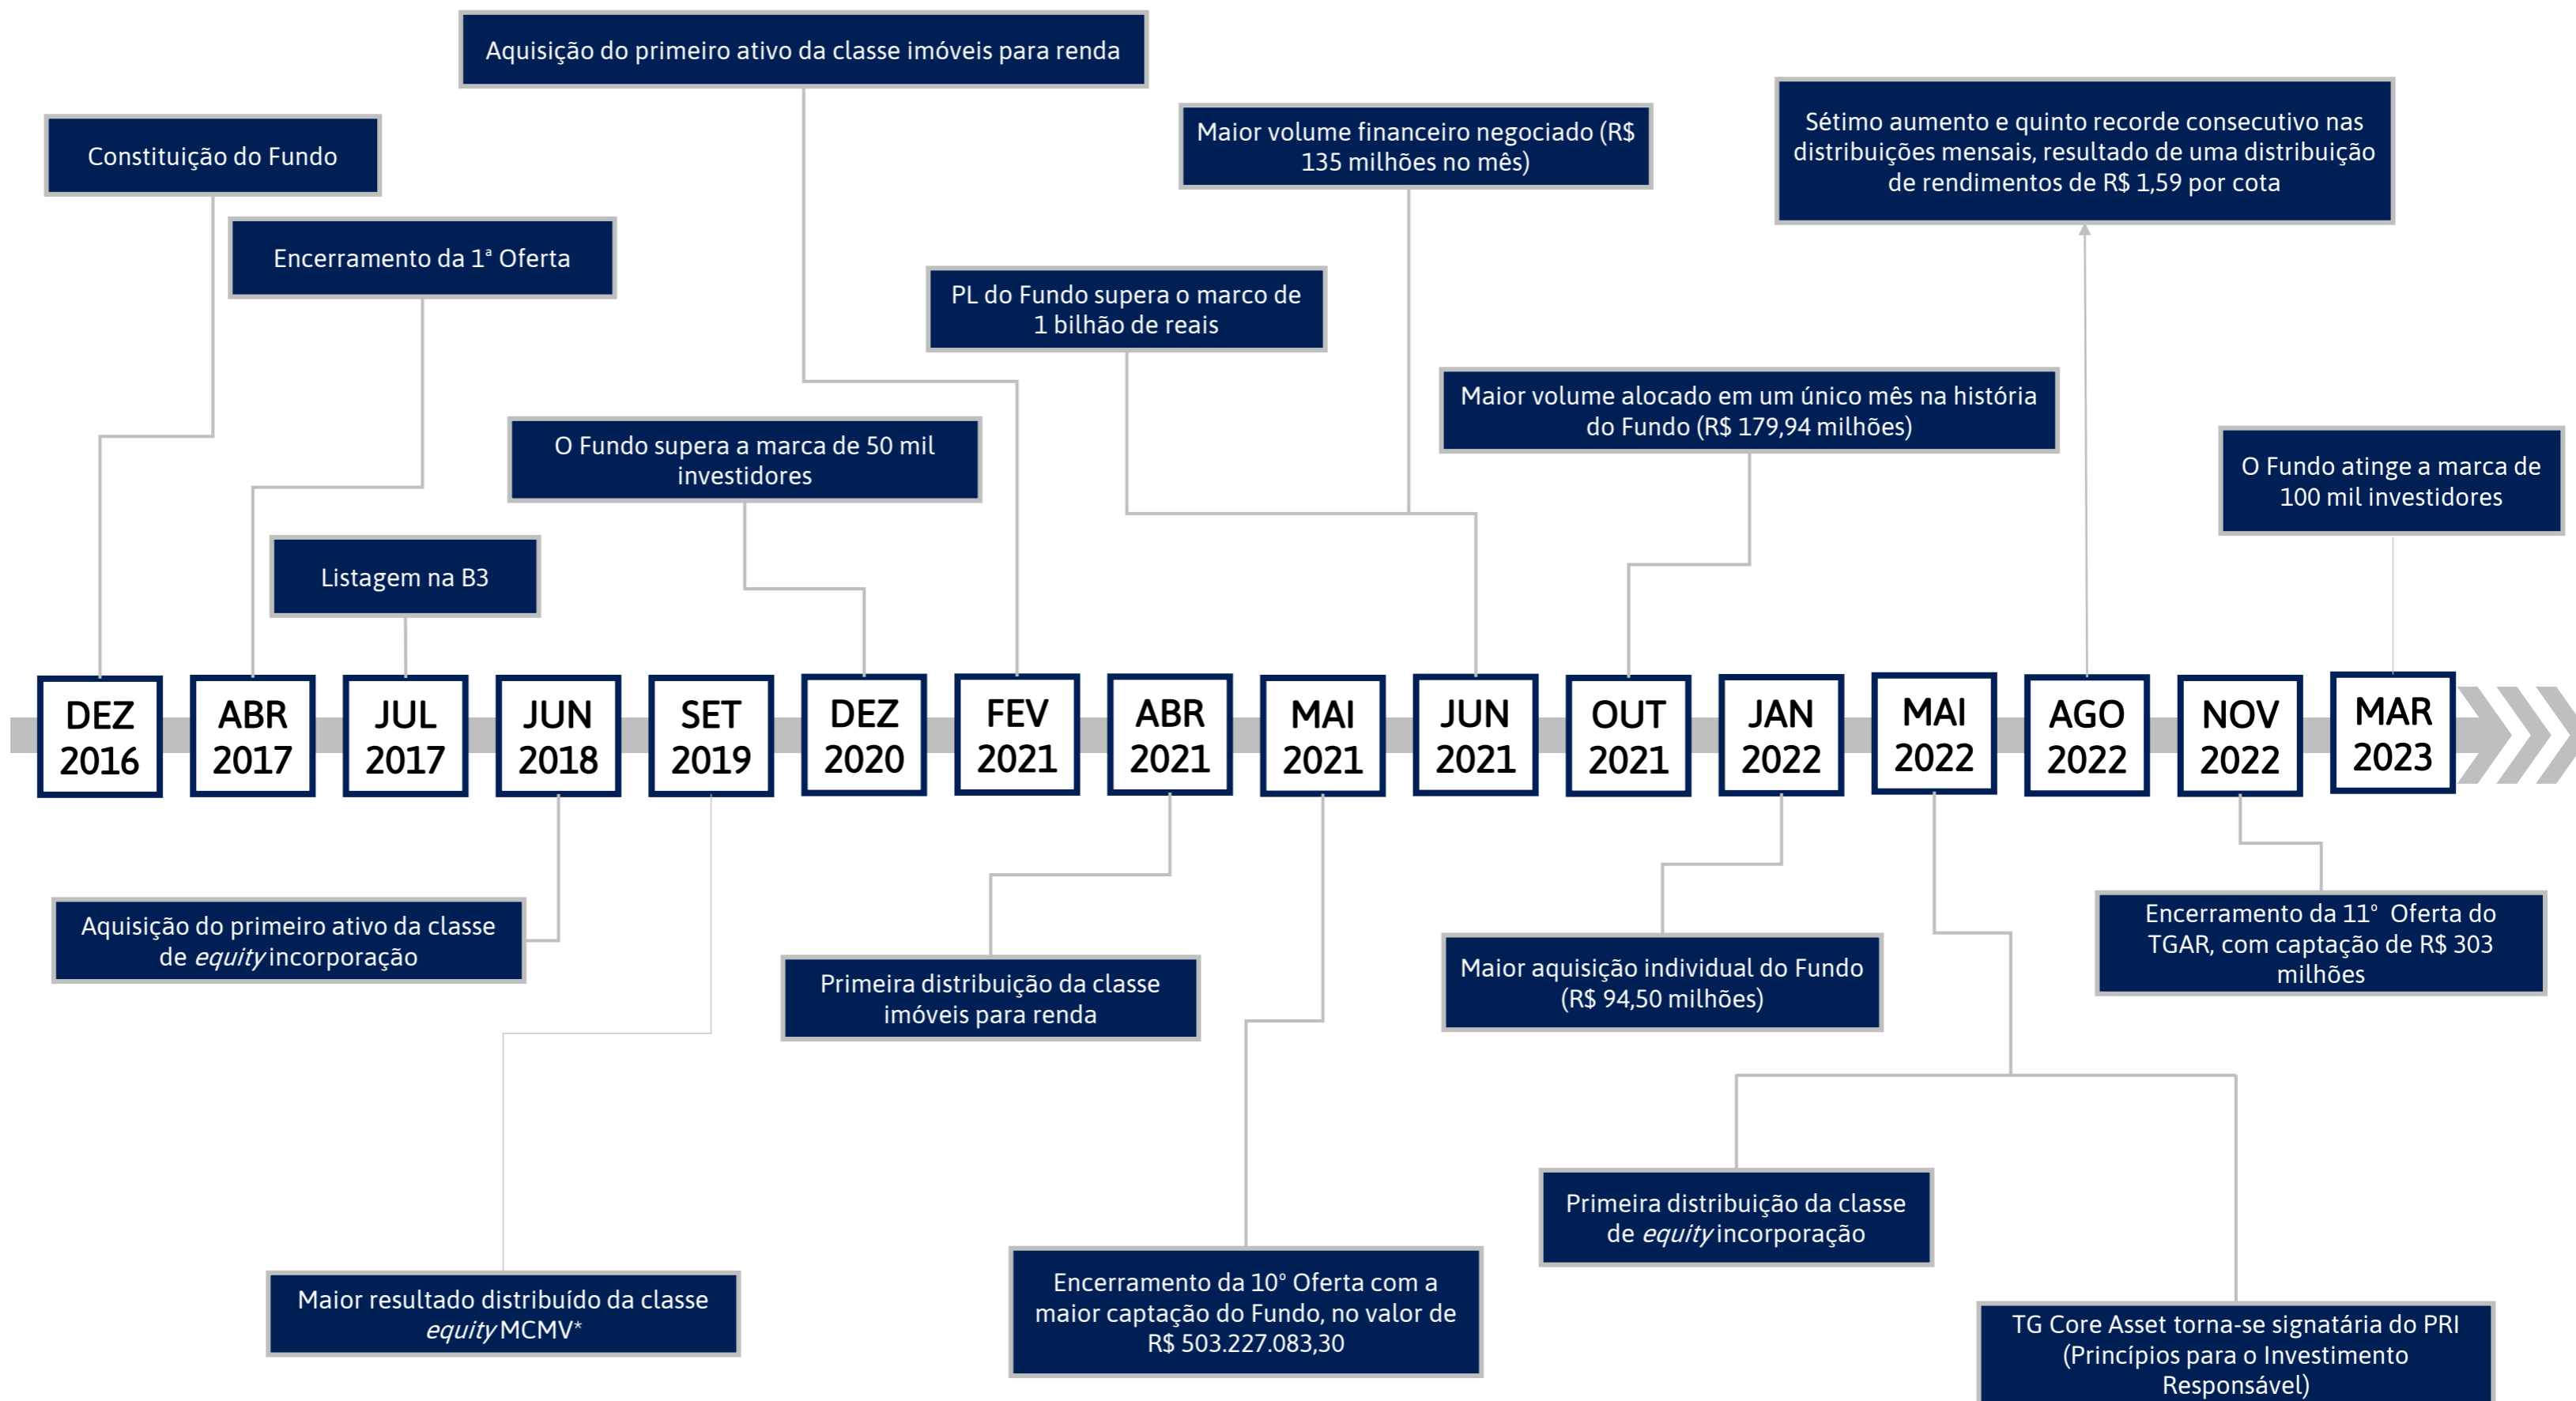 Aquisição do primeiro ativo da classe imóveis para renda
Constituição do Fundo
Maior volume financeiro negociado (R$
135 milhões no mês)
Sétimo aumento e quinto recorde consecutivo nas
distribuições mensais, resultado de uma distribuição
de rendimentos de R$ 1,59 por cota
Encerramento da 1ª Oferta
PL do Fundo supera o marco de
1 bilhão de reais
Maior volume alocado em um único mês na história
do Fundo (R$ 179,94 milhões)
O Fundo supera a marca de 50 mil
investidores
O Fundo atinge a marca de
100 mil investidores
Listagem na B3
DEZ
2016
ABR
2017
JUL
2017
JUN
2018
SET
2019
DEZ
2020
FEV
2021
ABR
2021
MAI
2021
JUN
2021
OUT
2021
JAN
2022
MAI
2022
AGO
2022
NOV
2022
MAR
2023
Aquisição do primeiro ativo da classe
de equity incorporação
Primeira distribuição da classe
imóveis para renda
Maior aquisição individual do Fundo
(R$ 94,50 milhões)
Encerramento da 11° Oferta do
TGAR, com captação de R$ 303
milhões
Primeira distribuição da classe
de equity incorporação
Maior resultado distribuído da classe
equity MCMV*
Encerramento da 10° Oferta com a
maior captação do Fundo, no valor de
R$ 503.227.083,30
TG Core Asset torna-se signatária do PRI
(Princípios para o Investimento
Responsável)